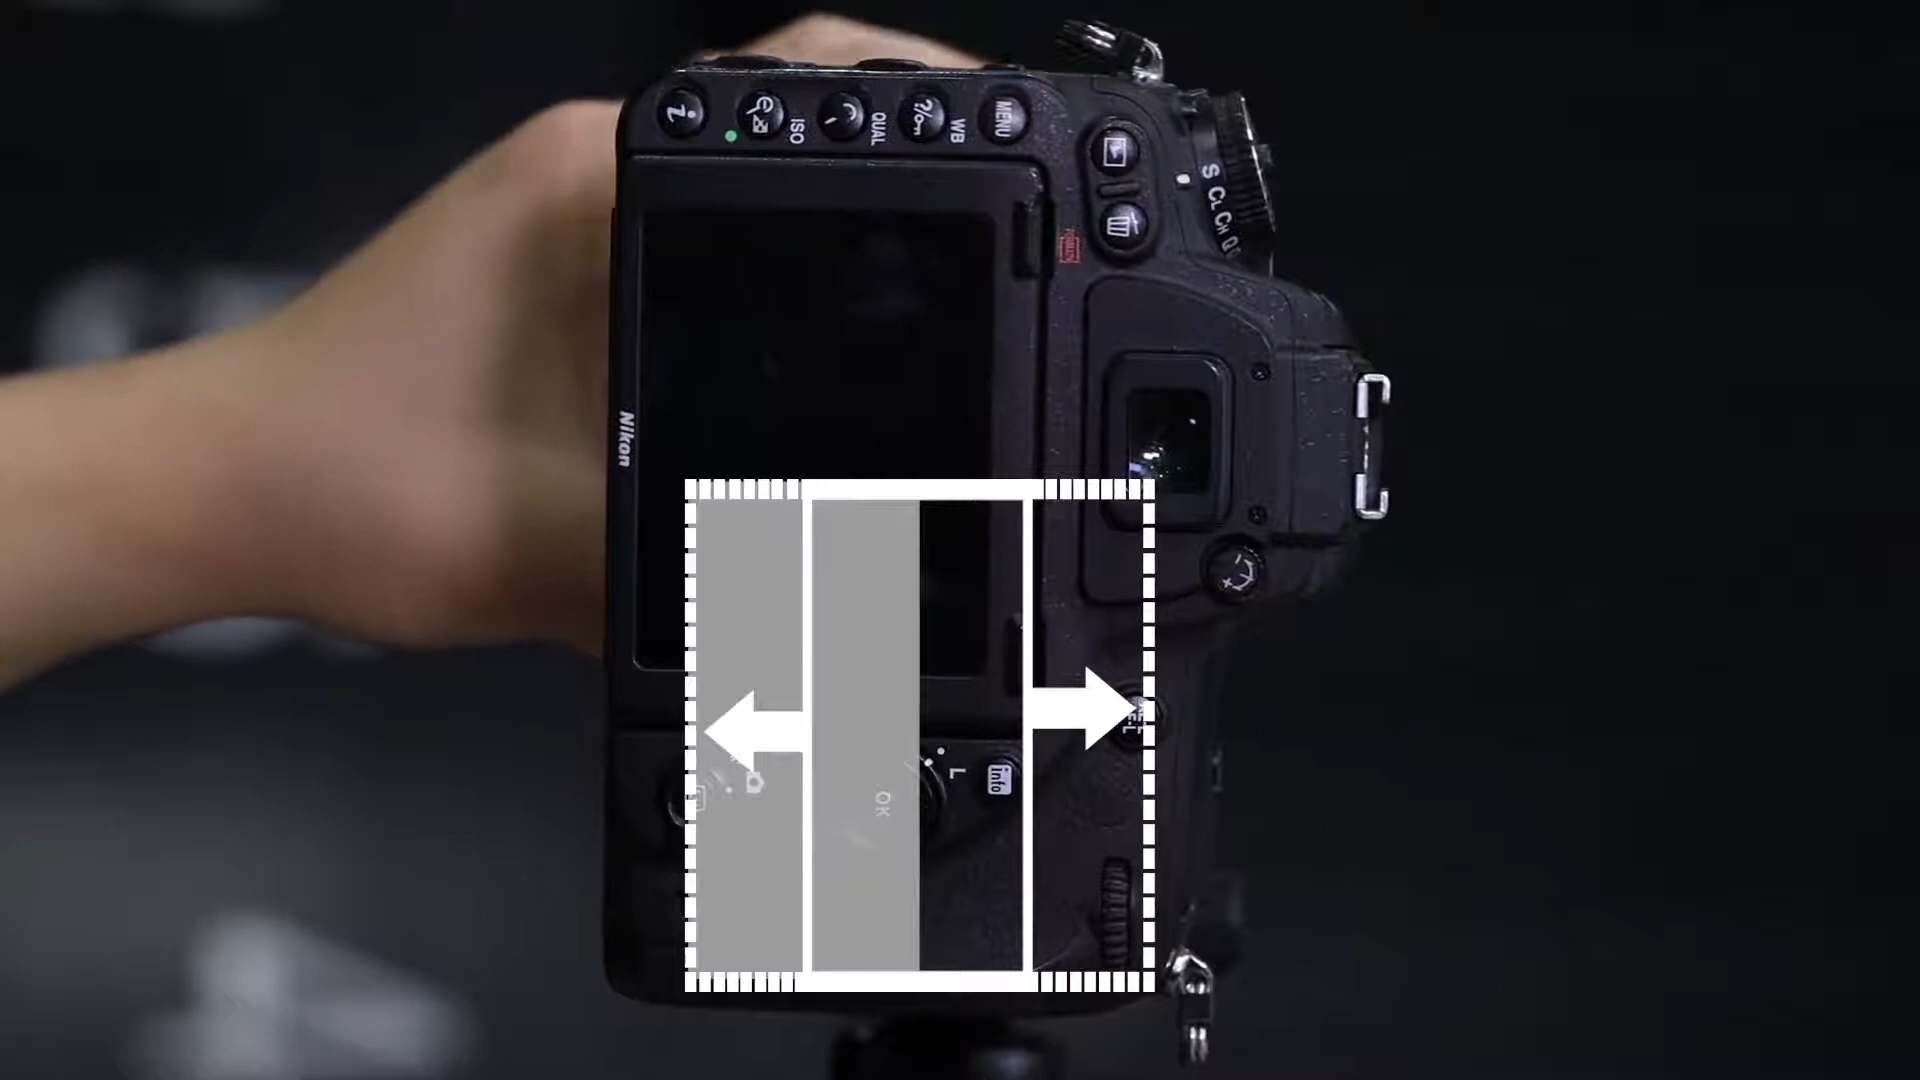 i
ISO
QUAL
?/
WB
MENU
S CL CH Q
Nikon
L
info
OK